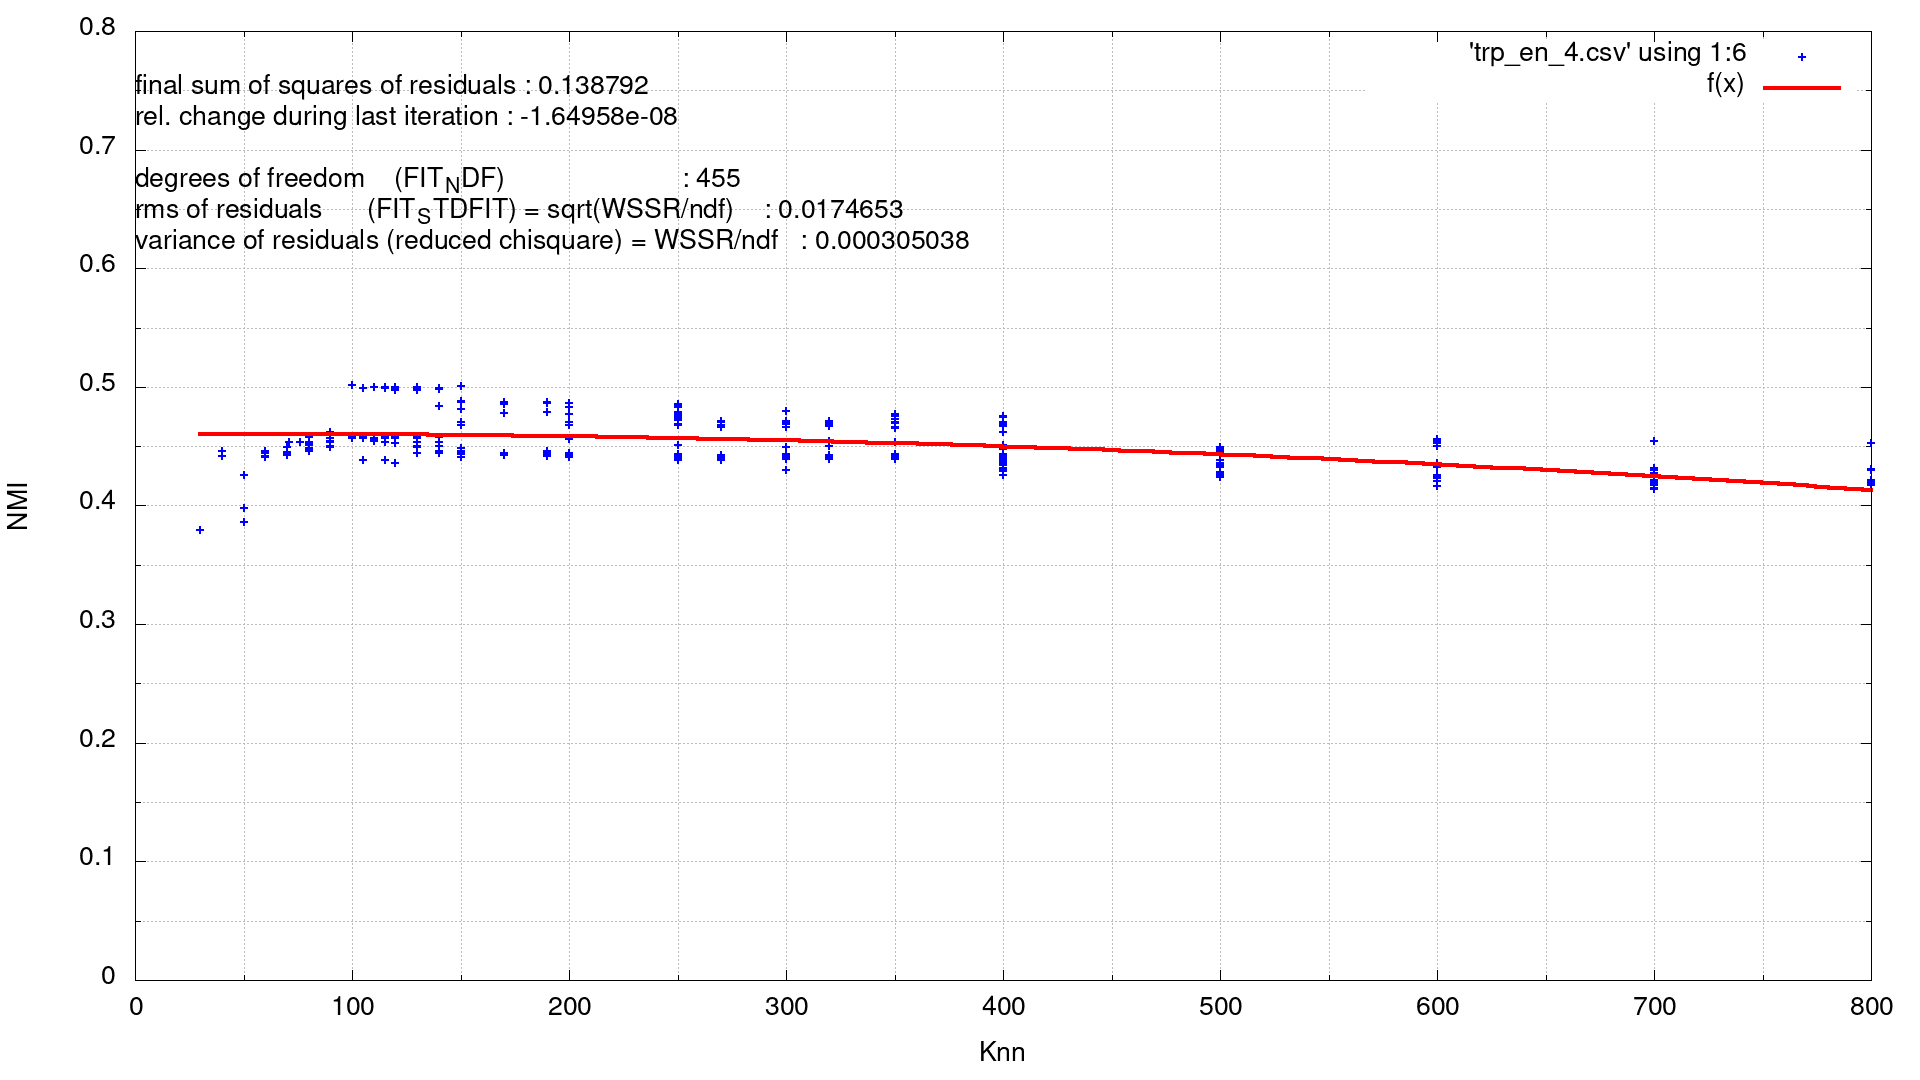 0.8
'trp_en_4.csv' using 1:6
f(x)
final sum of squares of residuals : 0.138792
rel. change during last iteration : -1.64958e-08
0.7
degrees of freedom (FIT_NDF) : 455
rms of residuals (FIT_STDFIT) = sqrt(WSSR/ndf) : 0.0174653
variance of residuals (reduced chisquare) = WSSR/ndf : 0.000305038
0.6
0.5
0.4
NMI
0.3
0.2
0.1
0
0 100 200 300 400 500 600 700 800
Knn